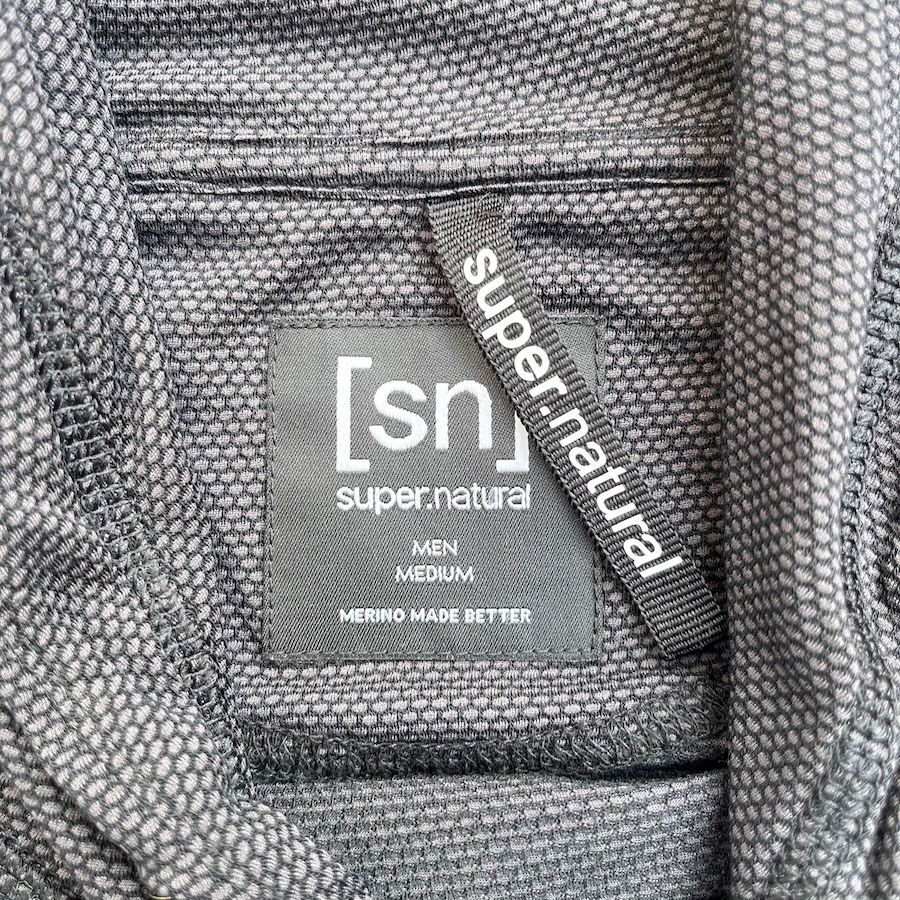 super.natural
[sn]
super.natural
MEN
MEDIUM
MERINO MADE BETTER